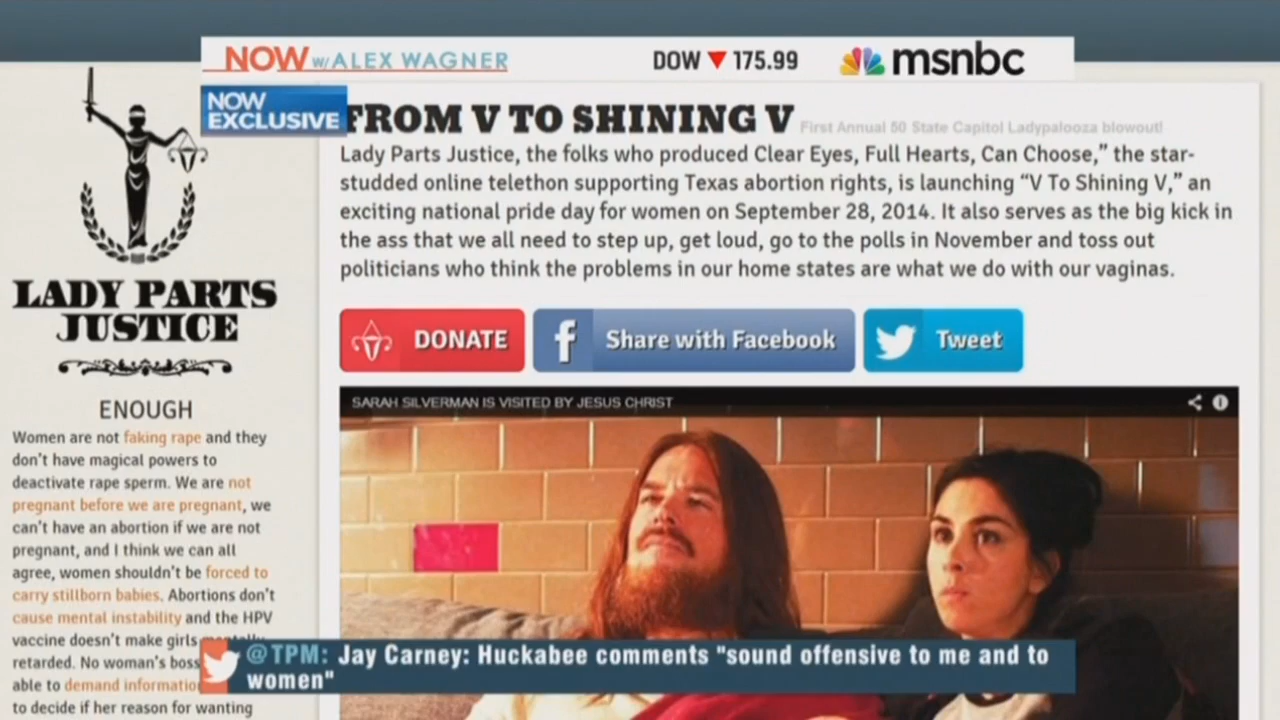 NOW w/ ALEX WAGNER
DOW ▼ 175.99
msnbc
NOW
EXCLUSIVE
FROM V TO SHINING V First Annual 50 State Capitol Ladypalooza blowout!
Lady Parts Justice, the folks who produced Clear Eyes, Full Hearts, Can Choose,” the star-
studded online telethon supporting Texas abortion rights, is launching “V To Shining V,” an
exciting national pride day for women on September 28, 2014. It also serves as the big kick in
the ass that we all need to step up, get loud, go to the polls in November and toss out
politicians who think the problems in our home states are what we do with our vaginas.
DONATE
Share with Facebook
Tweet
SARAH SILVERMAN IS VISITED BY JESUS CHRIST
LADY PARTS
JUSTICE
ENOUGH
Women are not faking rape and they
don’t have magical powers to
deactivate rape sperm. We are not
pregnant before we are pregnant, we
can’t have an abortion if we are not
pregnant, and I think we can all
agree, women shouldn’t be forced to
carry stillborn babies. Abortions don’t
cause mental instability and the HPV
vaccine doesn’t make girls mentally
retarded. No woman’s boss
able to demand informatio
to decide if her reason for wanting
@TPM: Jay Carney: Huckabee comments "sound offensive to me and to
women"